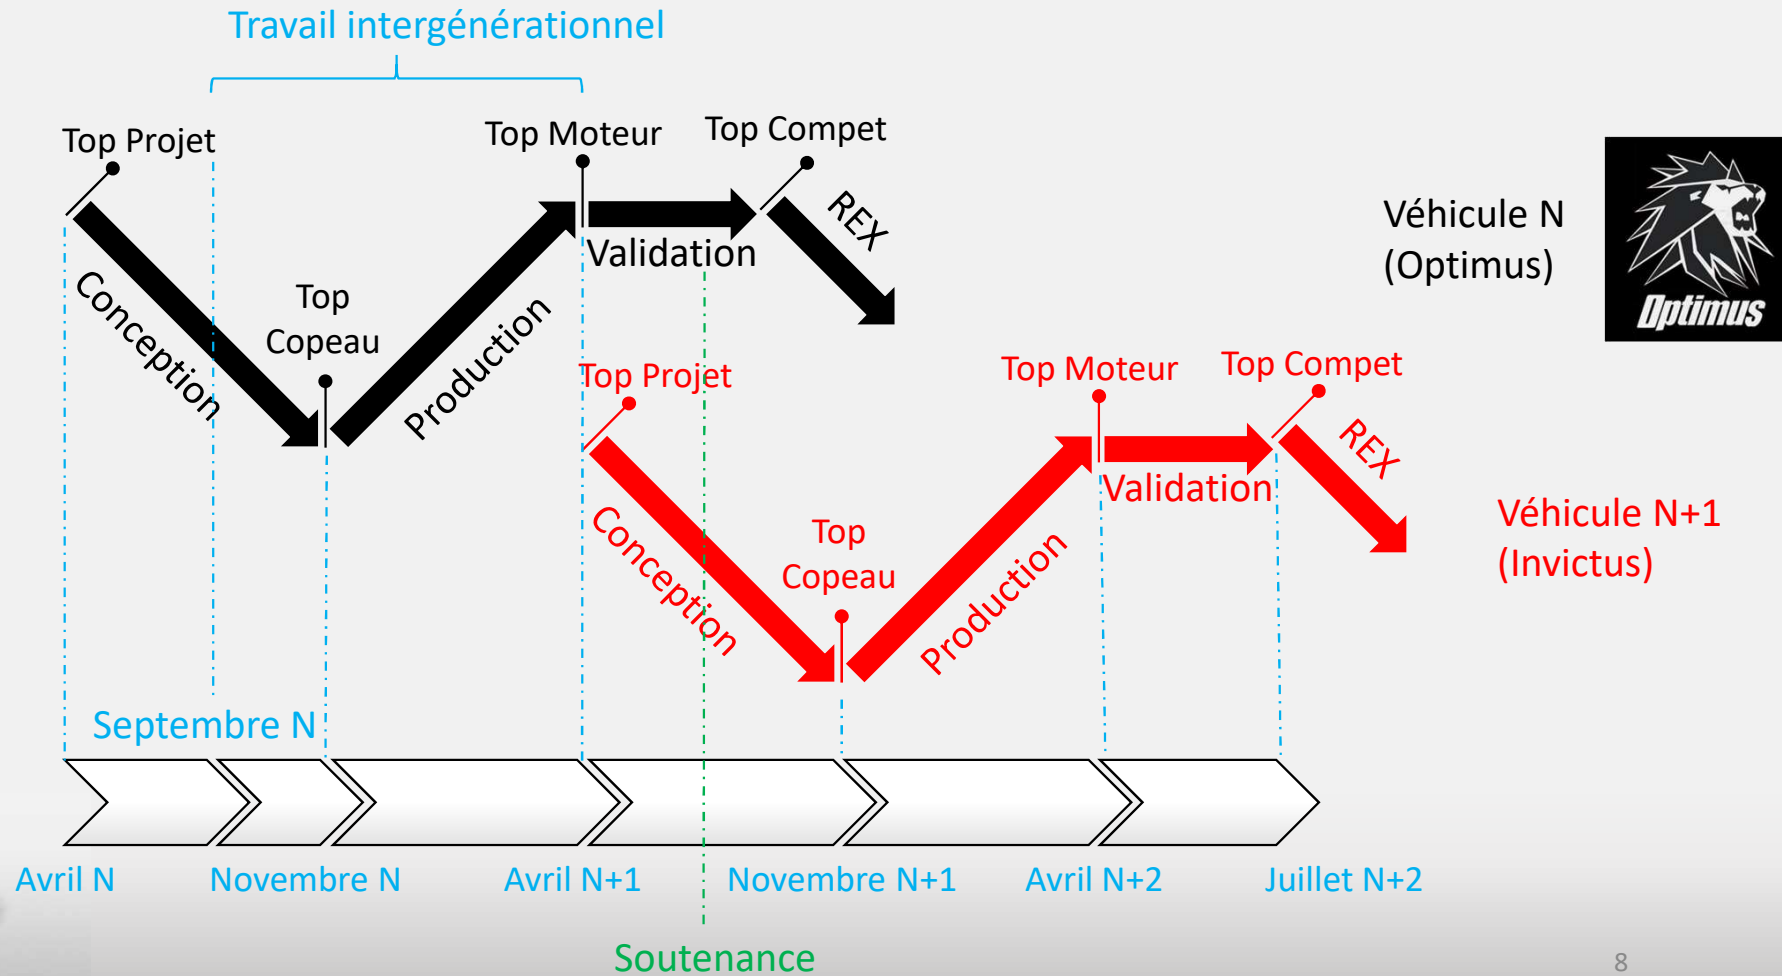 Travail intergénérationnel
Top Projet
Top Moteur
Top Compet
REX
Validation
Conception
Top
Copeau
Production
Véhicule N
(Optimus)
Optimus
Top Projet
Top Moteur
Top Compet
REX
Validation
Conception
Top
Copeau
Production
Véhicule N+1
(Invictus)
Septembre N
Avril N
Novembre N
Avril N+1
Novembre N+1
Avril N+2
Juillet N+2
Soutenance
8